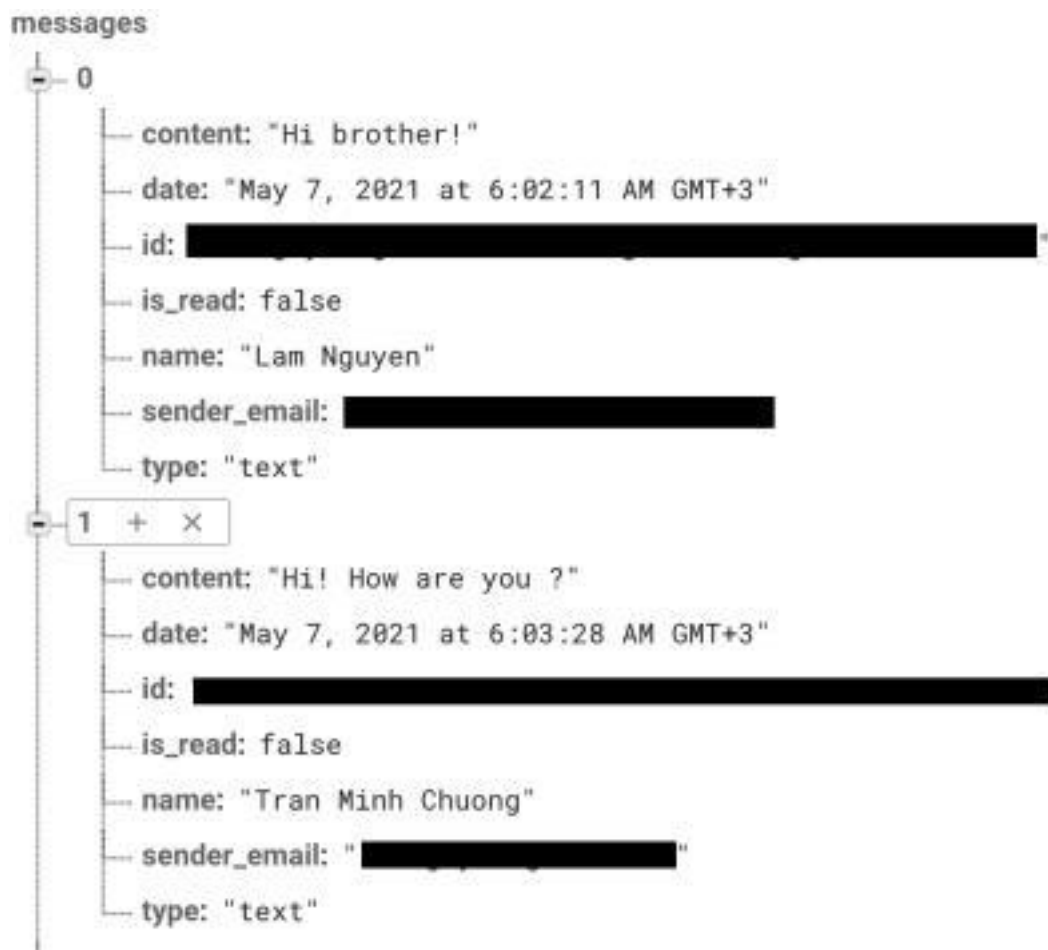 messages
0
content: "Hi brother!"
date: "May 7, 2021 at 6:02:11 AM GMT+3"
id: "
is_read: false
name: "Lam Nguyen"
sender_email:
type: "text"
1 + ×
content: "Hi! How are you ?"
date: "May 7, 2021 at 6:03:28 AM GMT+3"
id:
is_read: false
name: "Tran Minh Chuong"
sender_email: " "
type: "text"